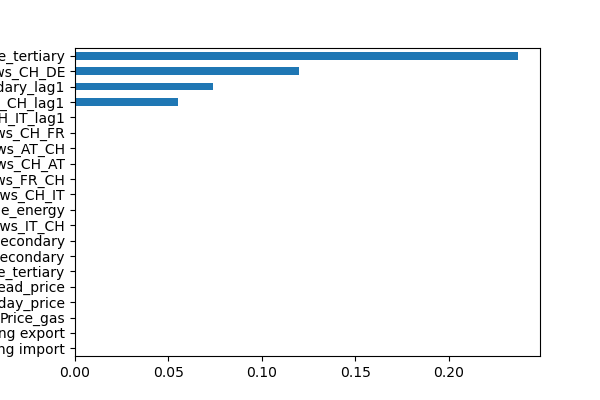 e_tertiary
ws_CH_DE
dary_lag1
_CH_lag1
H_IT_lag1
ws_CH_FR
ws_AT_CH
ws_CH_AT
ws_FR_CH
ws_CH_IT
e_energy
ws_IT_CH
econdary
econdary
e_tertiary
ead_price
day_price
Price_gas
ng export
ng import
0.00 0.05 0.10 0.15 0.20